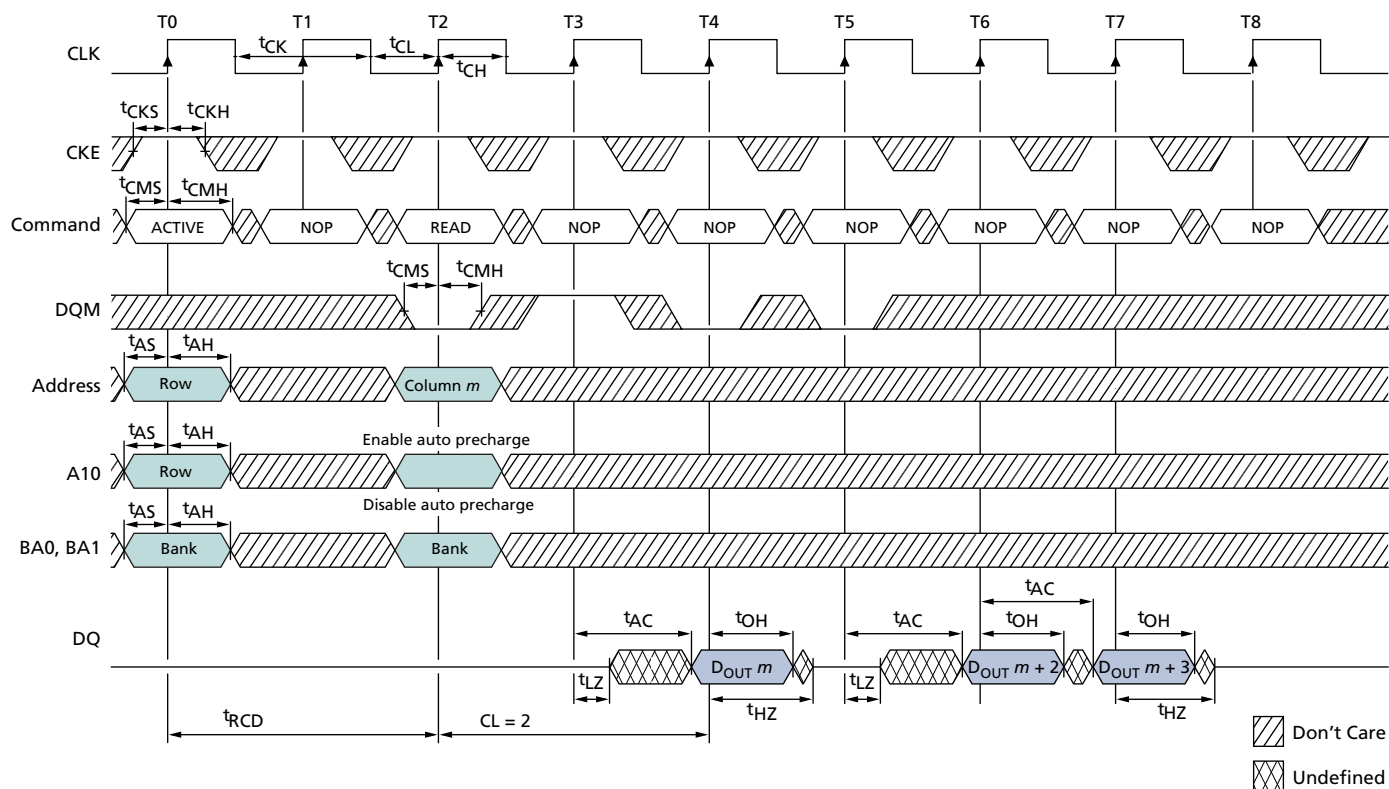 T0 T1 T2 T3 T4 T5 T6 T7 T8
CLK
tCK tCL
tCH
tCKS tCKH
CKE
tCMS tCMH
Command ACTIVE NOP READ NOP NOP NOP NOP NOP NOP
tCMS tCMH
DQM
tAS tAH
Address Row Column m
tAS tAH Enable auto precharge
A10 Row
Disable auto precharge
tAS tAH
BA0, BA1 Bank Bank
tAC
tAC tOH tAC tOH tOH
DQ
DOUT m DOUT m + 2 DOUT m + 3
tLZ tLZ
tHZ tHZ
tRCD CL = 2
Don't Care
Undefined